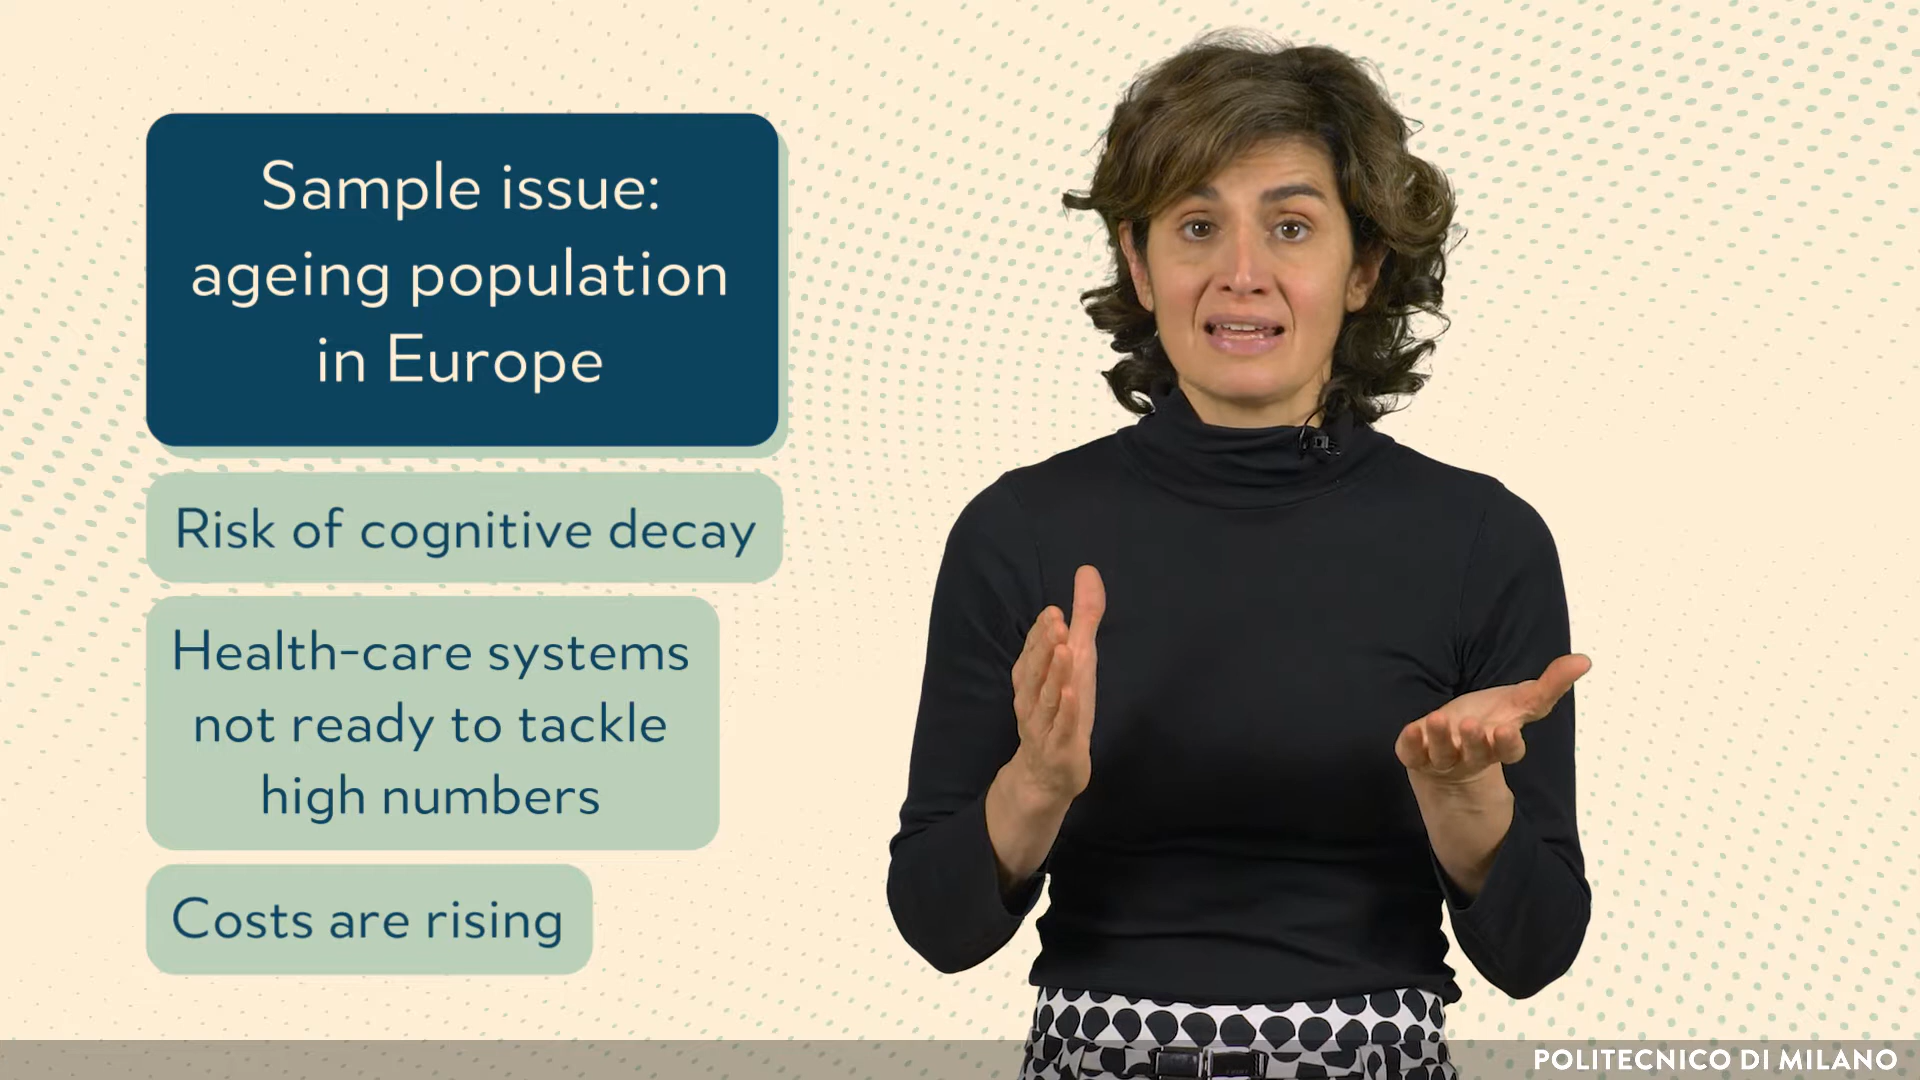 Sample issue:
ageing population
in Europe
Risk of cognitive decay
Health-care systems
not ready to tackle
high numbers
Costs are rising
POLITECNICO DI MILANO